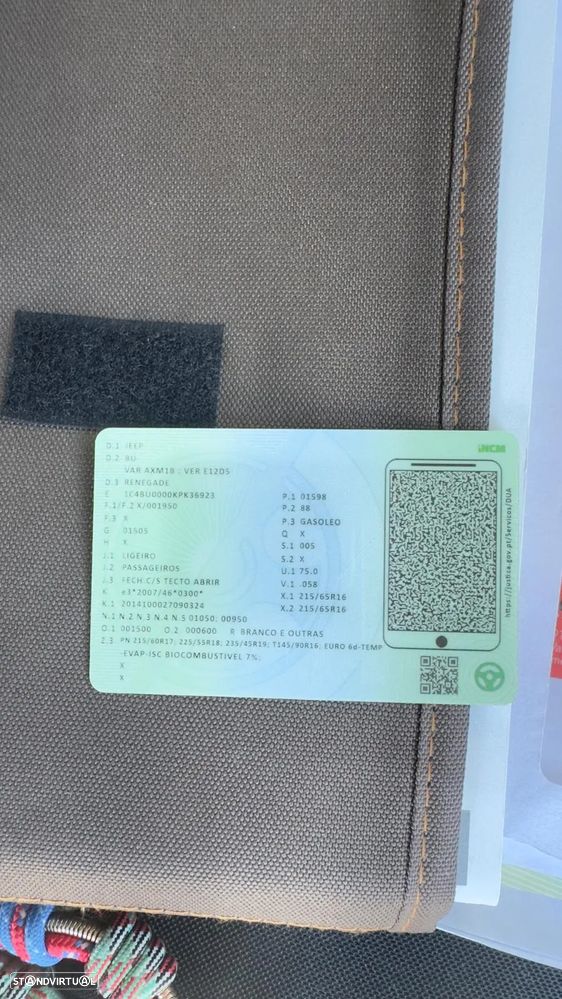 iNCM
D.1 JEEP
D.2 BU-
VAR AXM1B ; VER E12D5
D.3 RENEGADE
E 1C4BU0000KPK36923
F.1/F.2 X/001950
F.3 X
G 01505
H X
J.1 LIGEIRO
J.2 PASSAGEIROS
J.3 FECH.C/S TECTO ABRIR
K e3*2007/46*0300*
K.1 2014100027090324
N.1 N.2 N.3 N.4 N.5 01050; 00950
O.1 001500 O.2 000600 R BRANCO E OUTRAS
Z.3 PN 215/60R17; 225/55R18; 235/45R19; T145/90R16; EURO 6d-TEMP
-EVAP-ISC BIOCOMBUSTIVEL 7%;
X
X
P.1 01598
P.2 88
P.3 GASOLEO
Q X
S.1 005
S.2 X
U.1 75.0
V.1 .058
X.1 215/65R16
X.2 215/65R16
https://justica.gov.pt/Servicos/DUA
STANDVIRTUAL